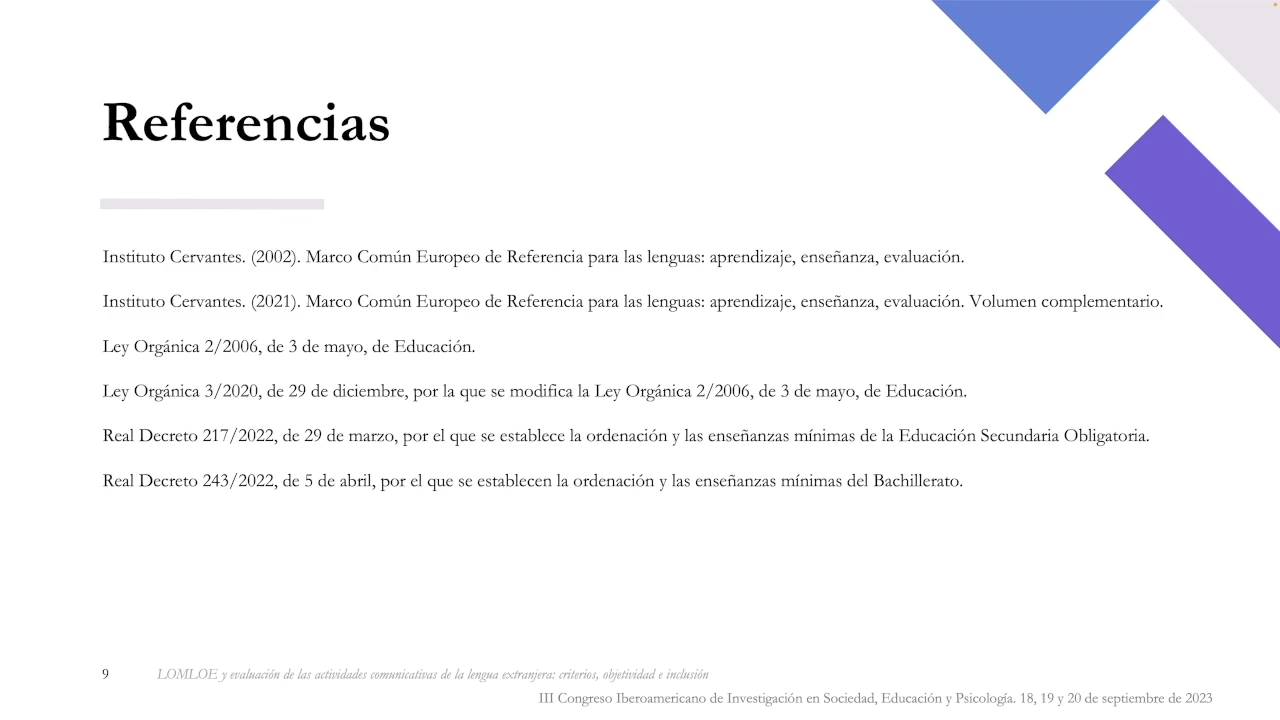 Referencias
Instituto Cervantes. (2002). Marco Común Europeo de Referencia para las lenguas: aprendizaje, enseñanza, evaluación.
Instituto Cervantes. (2021). Marco Común Europeo de Referencia para las lenguas: aprendizaje, enseñanza, evaluación. Volumen complementario.
Ley Orgánica 2/2006, de 3 de mayo, de Educación.
Ley Orgánica 3/2020, de 29 de diciembre, por la que se modifica la Ley Orgánica 2/2006, de 3 de mayo, de Educación.
Real Decreto 217/2022, de 29 de marzo, por el que se establece la ordenación y las enseñanzas mínimas de la Educación Secundaria Obligatoria.
Real Decreto 243/2022, de 5 de abril, por el que se establecen la ordenación y las enseñanzas mínimas del Bachillerato.
9 LOMLOE y evaluación de las actividades comunicativas de la lengua extranjera: criterios, objetividad e inclusión
III Congreso Iberoamericano de Investigación en Sociedad, Educación y Psicología. 18, 19 y 20 de septiembre de 2023